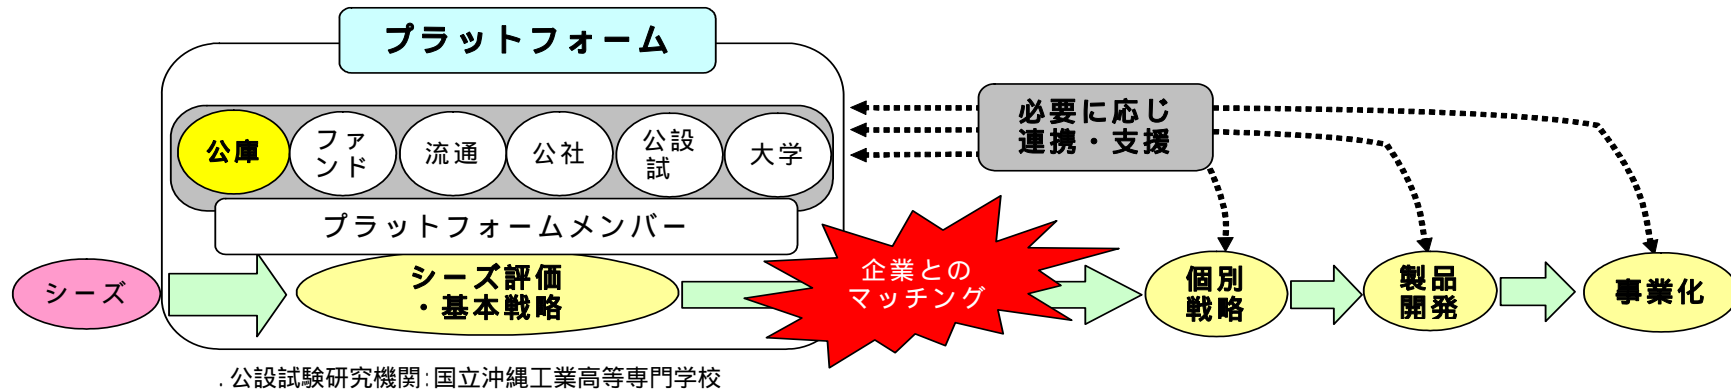 プラットフォーム
公庫
ファ
ンド
流通
公社
公設
試
大学
プラットフォームメンバー
必要に応じ
連携・支援
シーズ
シーズ評価
・基本戦略
企業との
マッチング
個別
戦略
製品
開発
事業化
．公設試験研究機関：国立沖縄工業高等専門学校